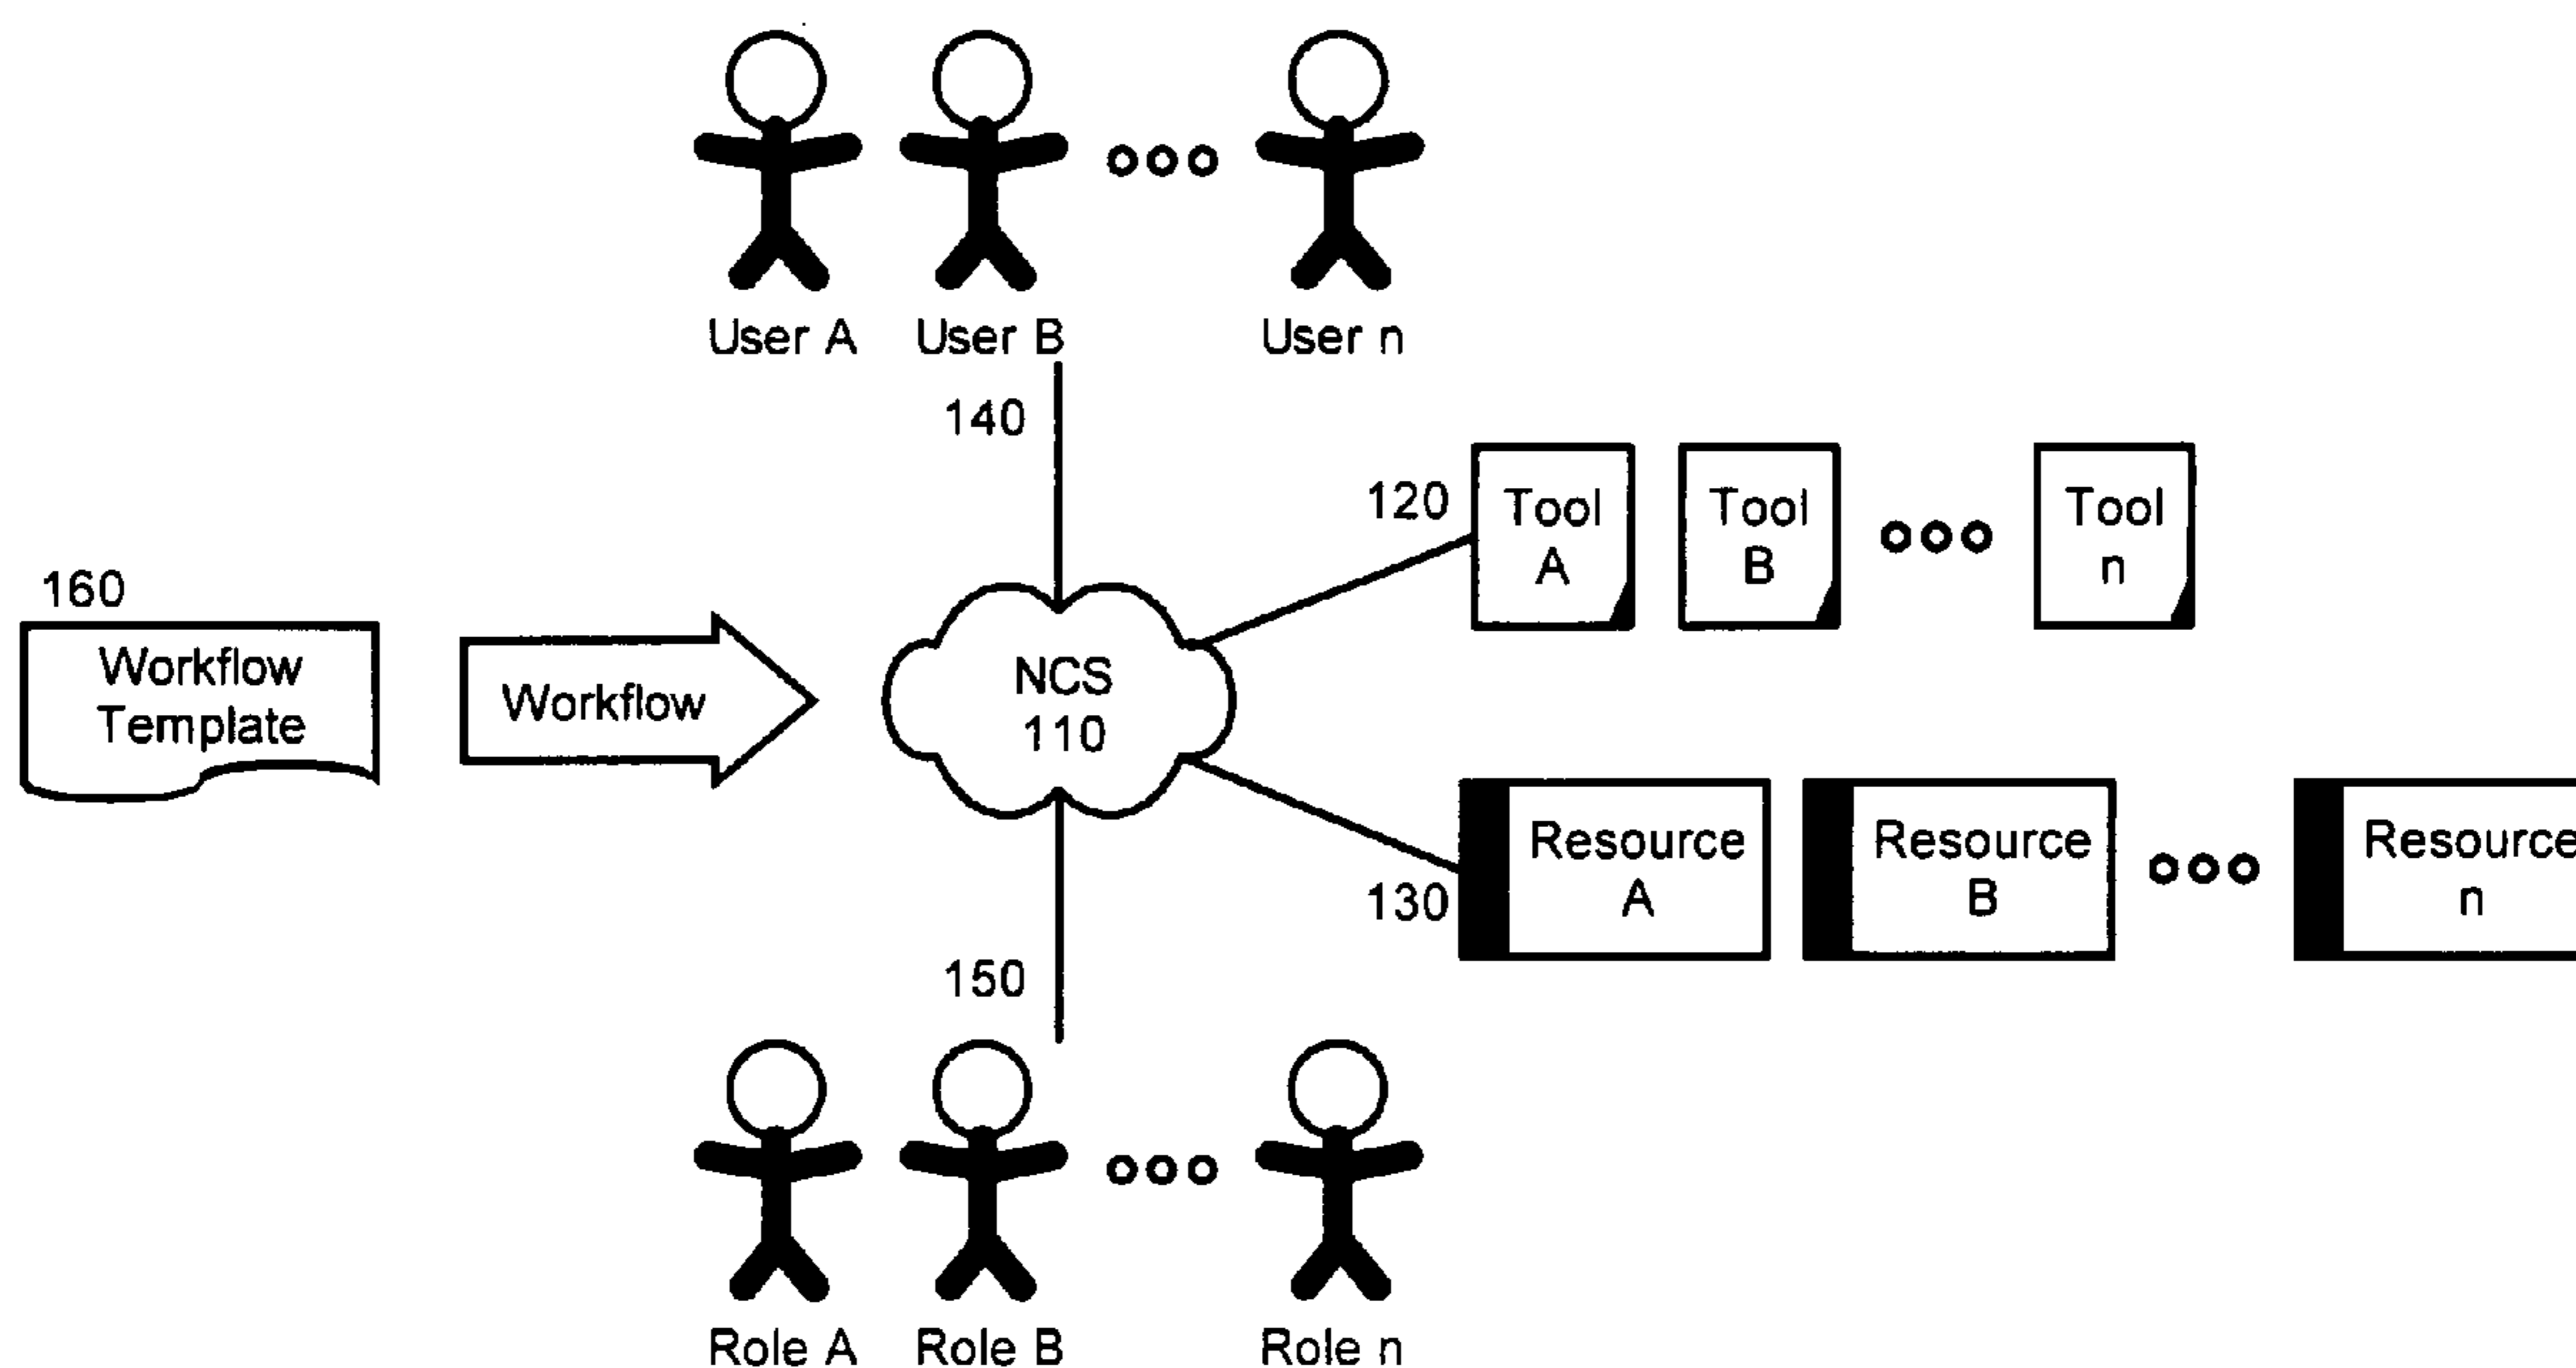 User A
User B
User n
140
120
Tool
A
Tool
B
Tool
n
160
Workflow
Template
Workflow
NCS
110
Resource
A
Resource
B
Resource
n
130
150
Role A
Role B
Role n